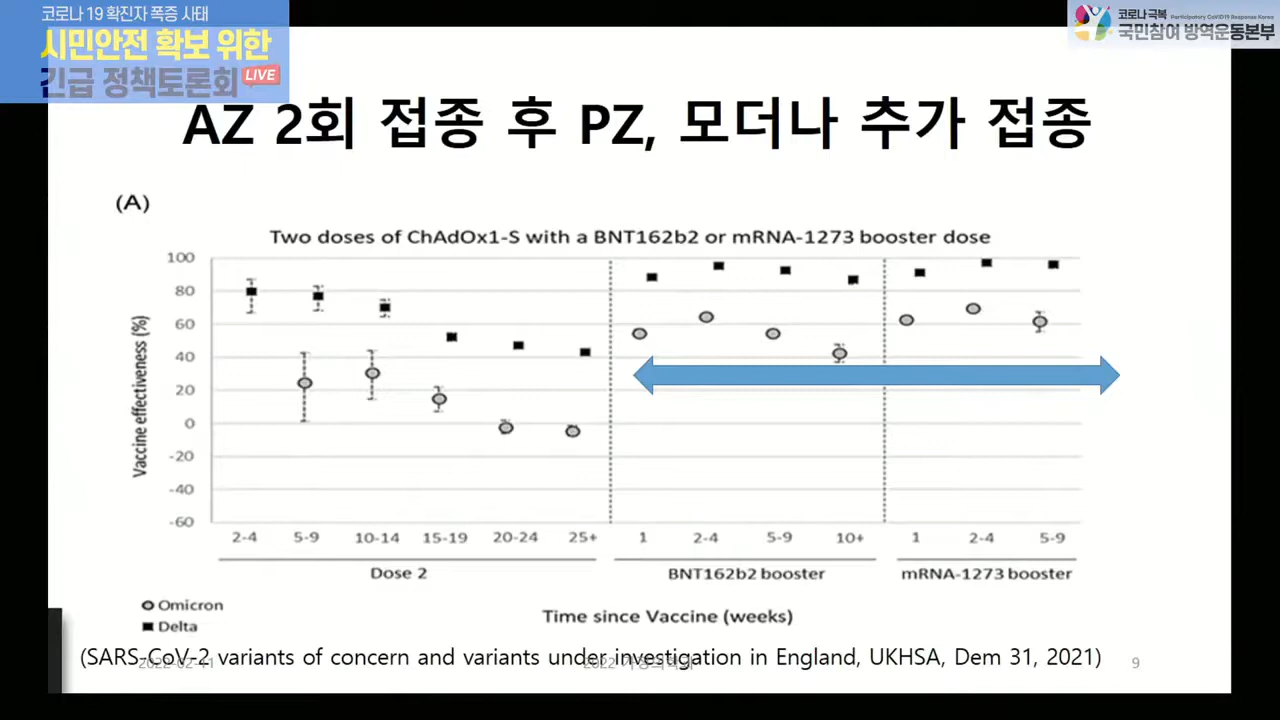 코로나 19 확진자 폭증 사태
시민안전 확보 위한
긴급 정책토론회 LIVE
코로나 극복 Participatory CoVID19 Response Korea
국민참여 방역운동본부
AZ 2회 접종 후 PZ, 모더나 추가 접종
(A)
Two doses of ChAdOx1-S with a BNT162b2 or mRNA-1273 booster dose
Vaccine effectiveness (%)
100
80
60
40
20
0
-20
-40
-60
2-4 5-9 10-14 15-19 20-24 25+ 1 2-4 5-9 10+ 1 2-4 5-9
Dose 2 BNT162b2 booster mRNA-1273 booster
Omicron
Delta
Time since Vaccine (weeks)
(SARS-CoV-2 variants of concern and variants under investigation in England, UKHSA, Dem 31, 2021)
2022-02-11 2022 9